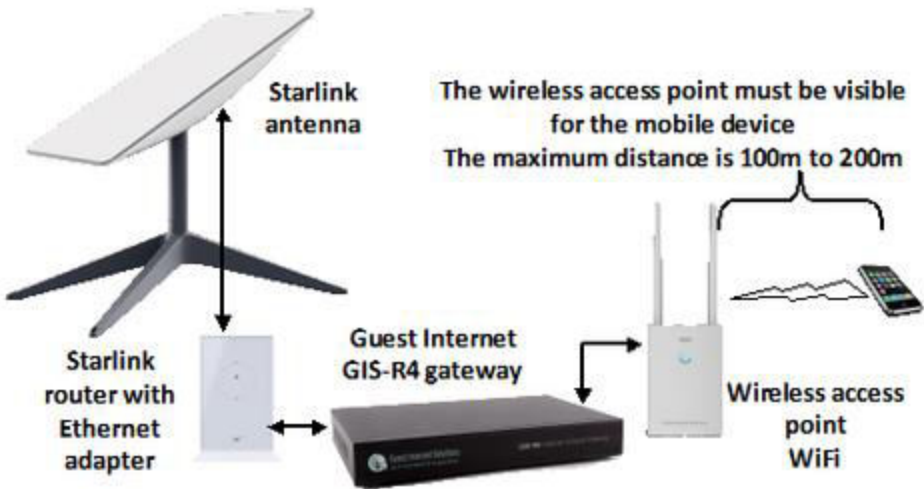 Starlink
antenna
The wireless access point must be visible
for the mobile device
The maximum distance is 100m to 200m
Guest Internet
GIS-R4 gateway
Starlink
router with
Ethernet
adapter
Wireless access
point
WiFi